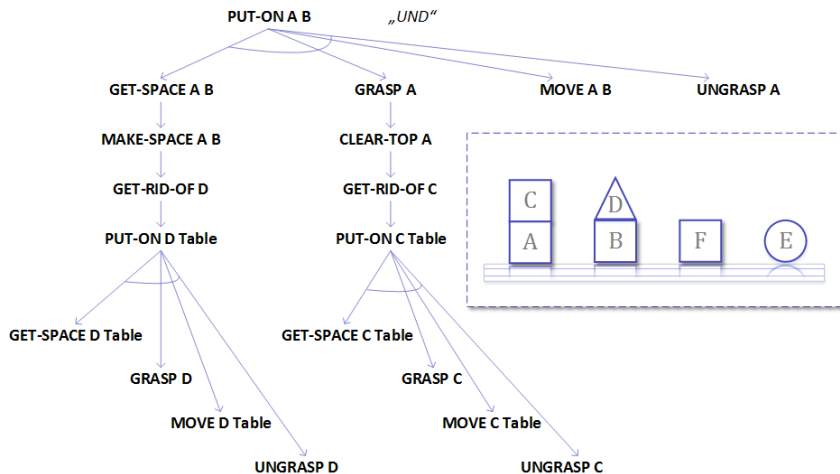 PUT-ON A B
„UND“
GET-SPACE A B
GRASP A
MOVE A B
UNGRASP A
MAKE-SPACE A B
CLEAR-TOP A
GET-RID-OF D
GET-RID-OF C
PUT-ON D Table
PUT-ON C Table
C
D
A
B
F
E
GET-SPACE D Table
GET-SPACE C Table
GRASP D
GRASP C
MOVE D Table
MOVE C Table
UNGRASP D
UNGRASP C